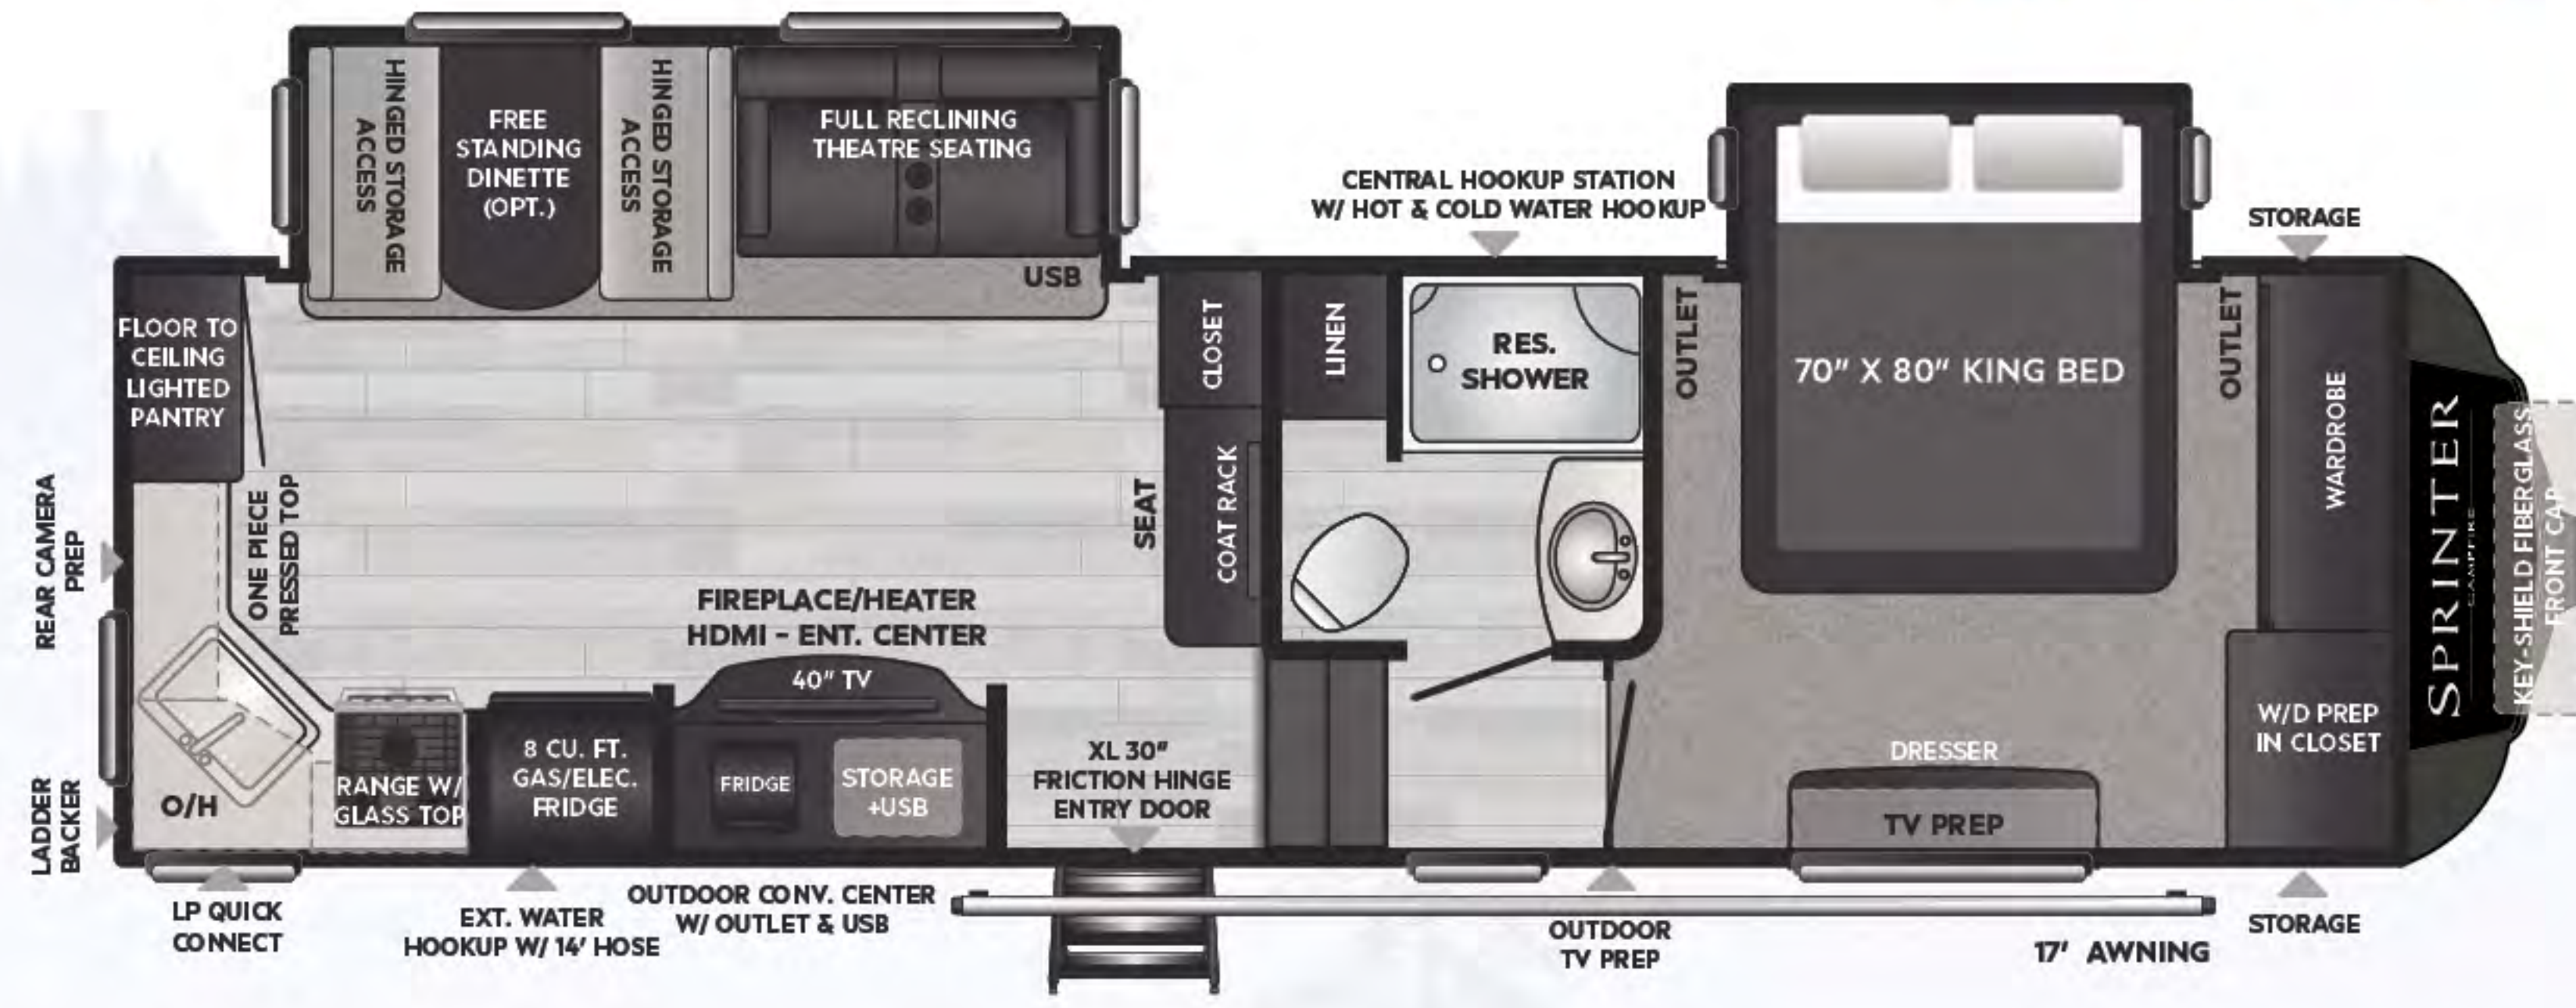 HINGED STORAGE
ACCESS
FREE
STANDING
DINETTE
(OPT.)
HINGED STORAGE
ACCESS
FULL RECLINING
THEATRE SEATING
USB
CENTRAL HOOKUP STATION
W/ HOT & COLD WATER HOOKUP
STORAGE
FLOOR TO
CEILING
LIGHTED
PANTRY
CLOSET
LINEN
RES.
SHOWER
OUTLET
70" X 80" KING BED
OUTLET
WARDROBE
SPRINTER
CAMPFIRE
KEY-SHIELD FIBERGLASS
FRONT CAP
REAR CAMERA
PREP
ONE PIECE
PRESSED TOP
SEAT
COAT RACK
FIREPLACE/HEATER
HDMI - ENT. CENTER
40" TV
LADDER
BACKER
O/H
RANGE W/
GLASS TOP
8 CU. FT.
GAS/ELEC.
FRIDGE
FRIDGE
STORAGE
+USB
XL 30"
FRICTION HINGE
ENTRY DOOR
DRESSER
TV PREP
W/D PREP
IN CLOSET
LP QUICK
CONNECT
EXT. WATER
HOOKUP W/ 14' HOSE
OUTDOOR CONV. CENTER
W/ OUTLET & USB
OUTDOOR
TV PREP
17' AWNING
STORAGE